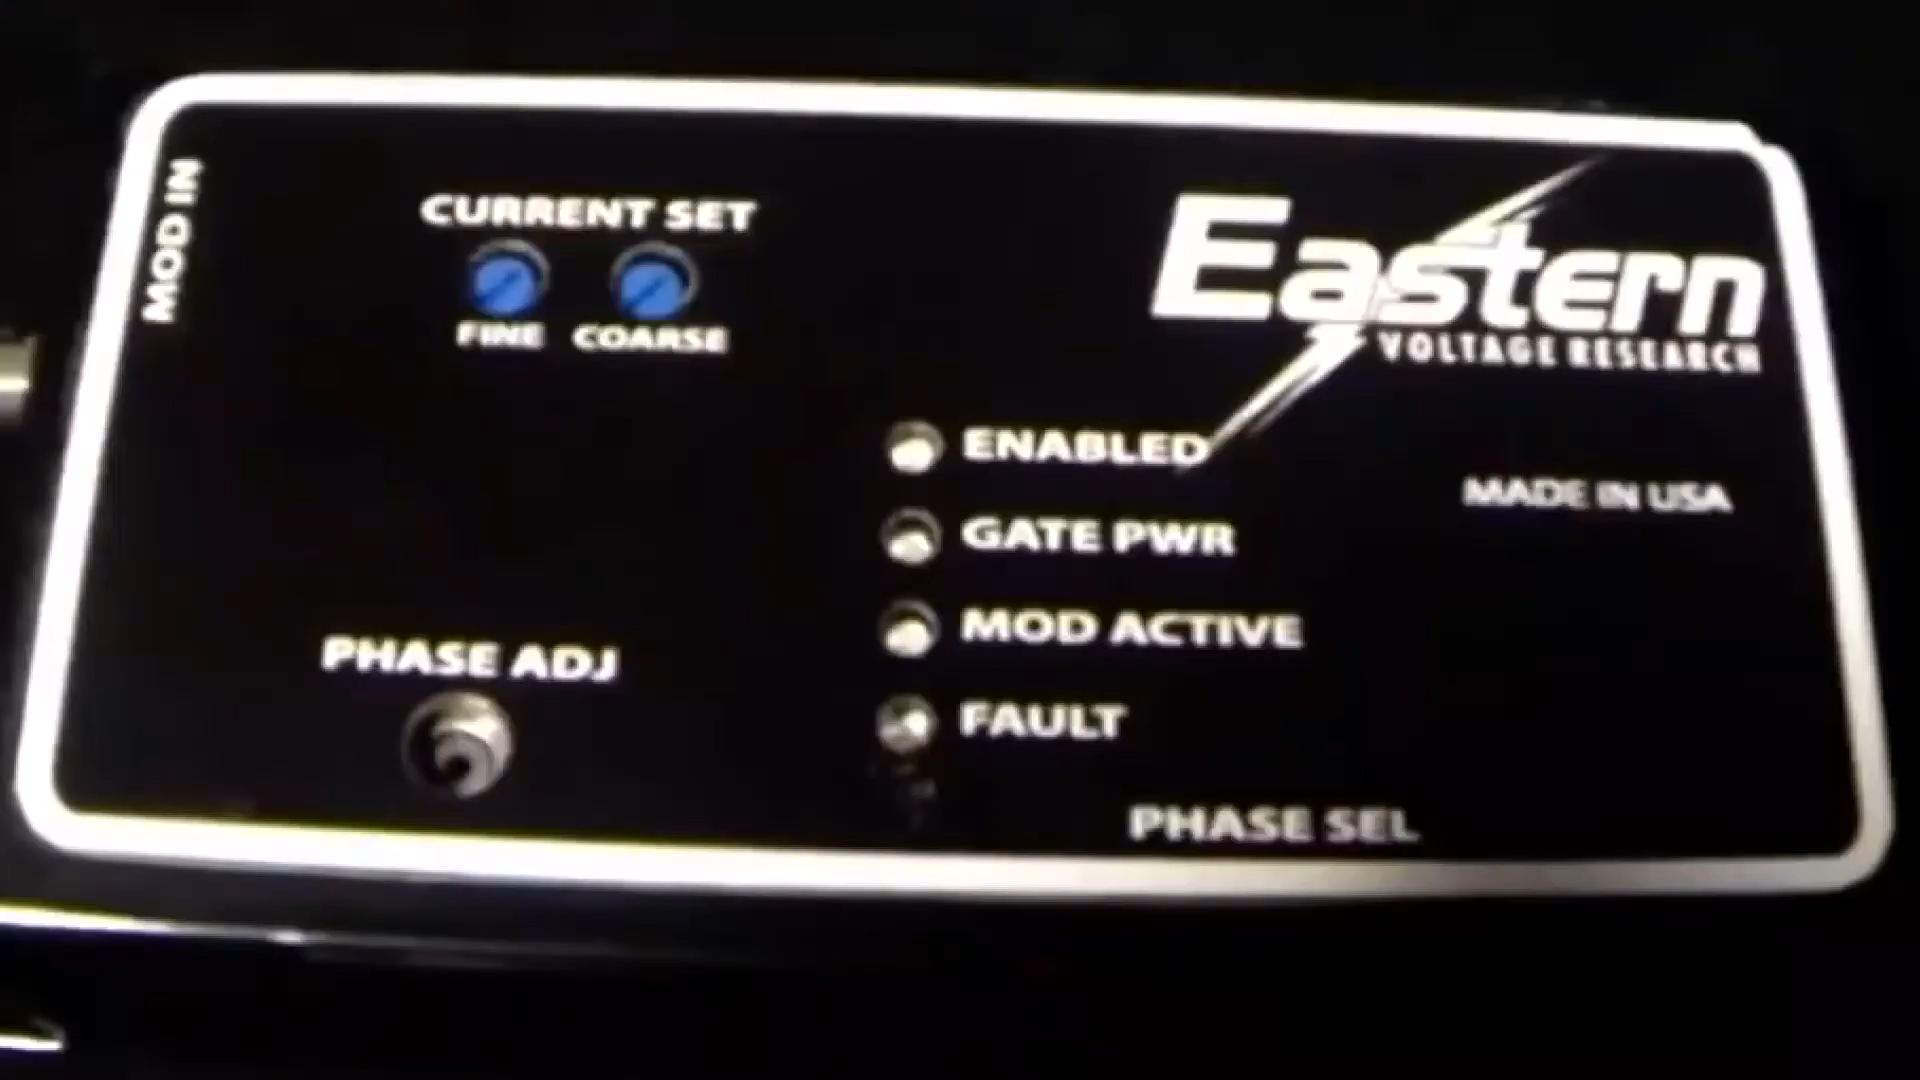 MOD IN
CURRENT SET
FINE COARSE
Eastern
VOLTAGE RESEARCH
ENABLED
MADE IN USA
GATE PWR
MOD ACTIVE
PHASE ADJ
FAULT
PHASE SEL